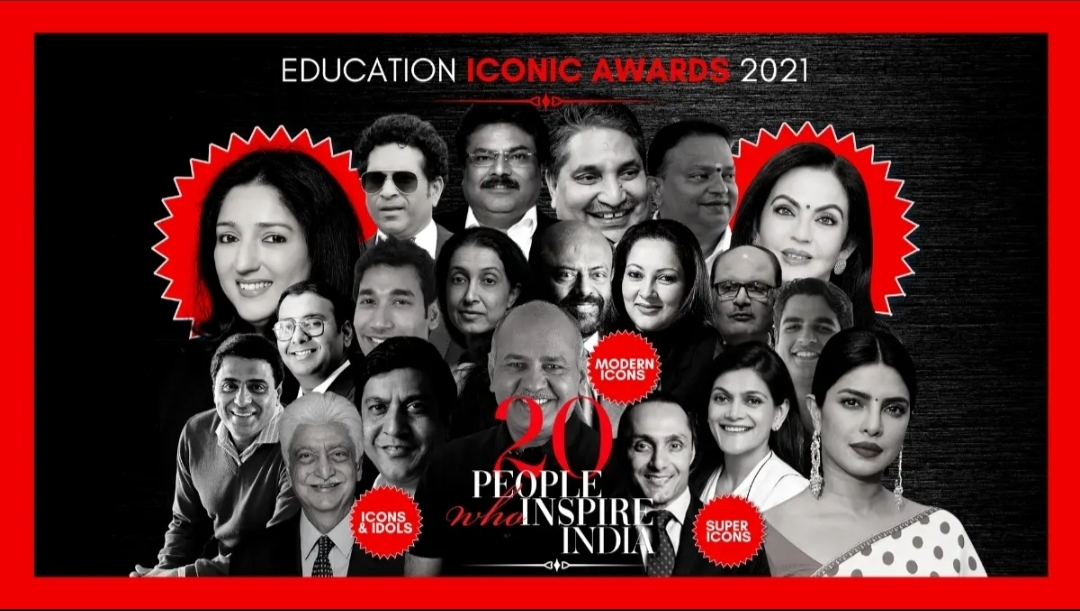 EDUCATION ICONIC AWARDS 2021
MODERN
ICONS
20
PEOPLE
who INSPIRE
INDIA
ICONS
& IDOLS
SUPER
ICONS